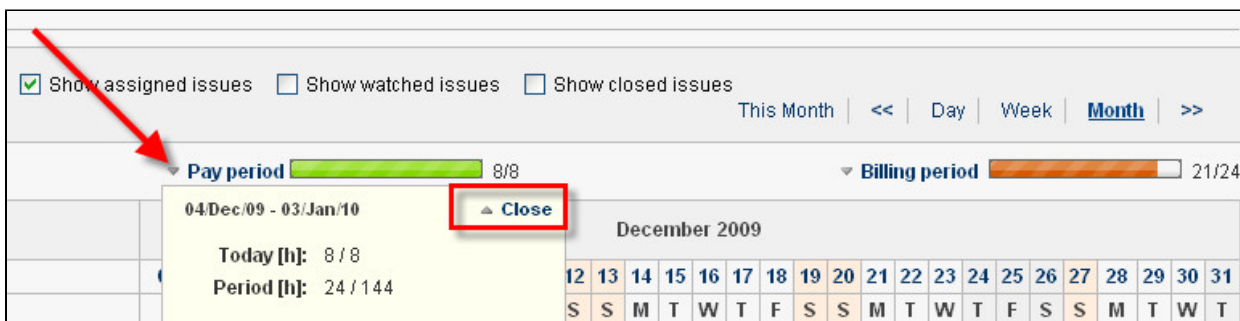 Show assigned issues Show watched issues Show closed issues
This Month << Day Week Month >>
Pay period 8/8 Billing period 21/24
04/Dec/09 - 03/Jan/10 Close
December 2009
Today [h]: 8 / 8
12 13 14 15 16 17 18 19 20 21 22 23 24 25 26 27 28 29 30 31
Period [h]: 24 / 144
S S M T W T F S S M T W T F S S M T W T